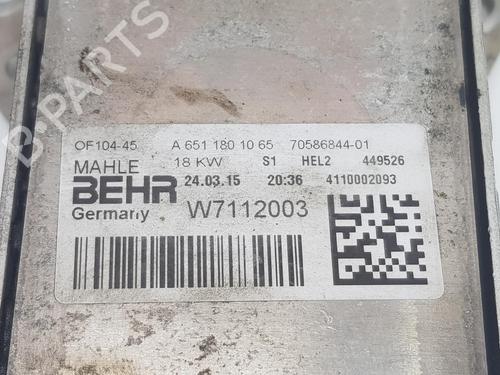 B-PARTS
OF104-45 A 651 180 10 65 70586844-01
MAHLE 18 KW S1 HEL2 449526
BEHR 24.03.15 20:36 4110002093
Germany W7112003